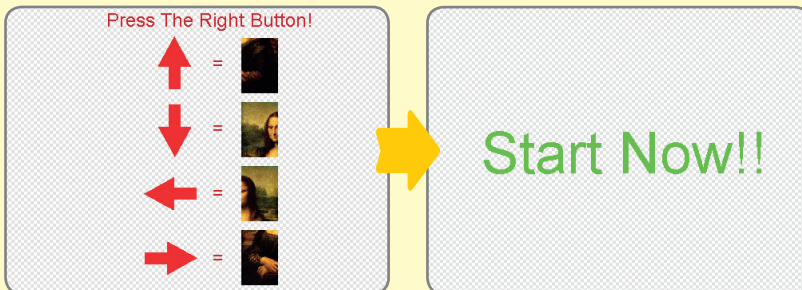 Press The Right Button!
=
=
=
=
Start Now!!